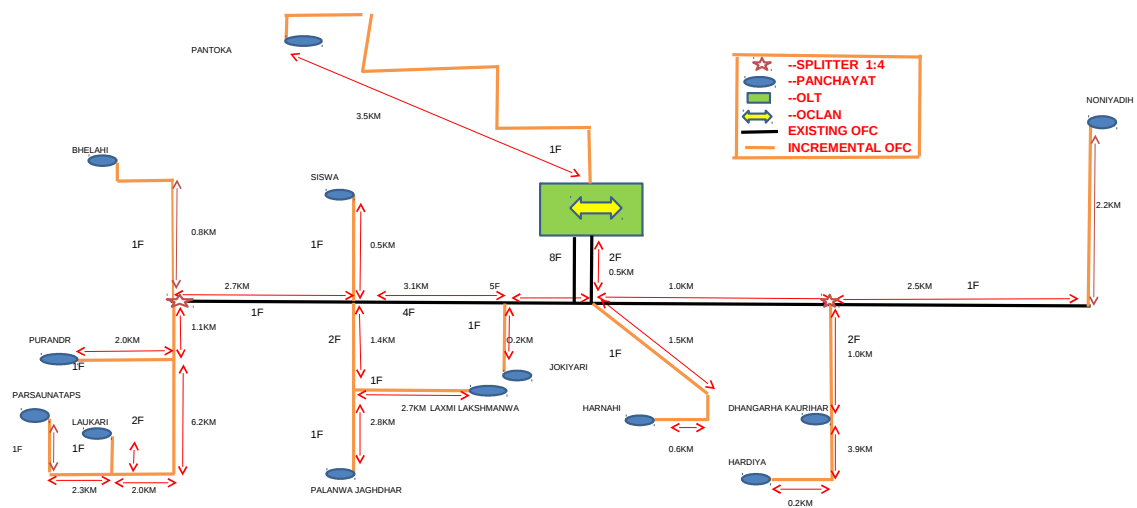 PANTOKA
--SPLITTER 1:4
--PANCHAYAT
--OLT
--OCLAN
EXISTING OFC
INCREMENTAL OFC
NONIYADIH
3.5KM
1F
BHELAHI
SISWA
2.2KM
0.8KM
1F
1F
0.5KM
8F
2F
0.5KM
2.7KM
3.1KM
5F
1.0KM
2.5KM
1F
1F
4F
1.1KM
2F
1.4KM
1F
O.2KM
1F
1.5KM
2F
1.0KM
PURANDR
2.0KM
1F
JOKIYARI
1F
PARSAUNATAPS
LAUKARI
2F
6.2KM
2.7KM
LAXMI LAKSHMANWA
HARNAHI
DHANGARHA KAURIHAR
1F
1F
1F
2.8KM
0.6KM
3.9KM
HARDIYA
2.3KM
2.0KM
PALANWA JAGHDHAR
0.2KM